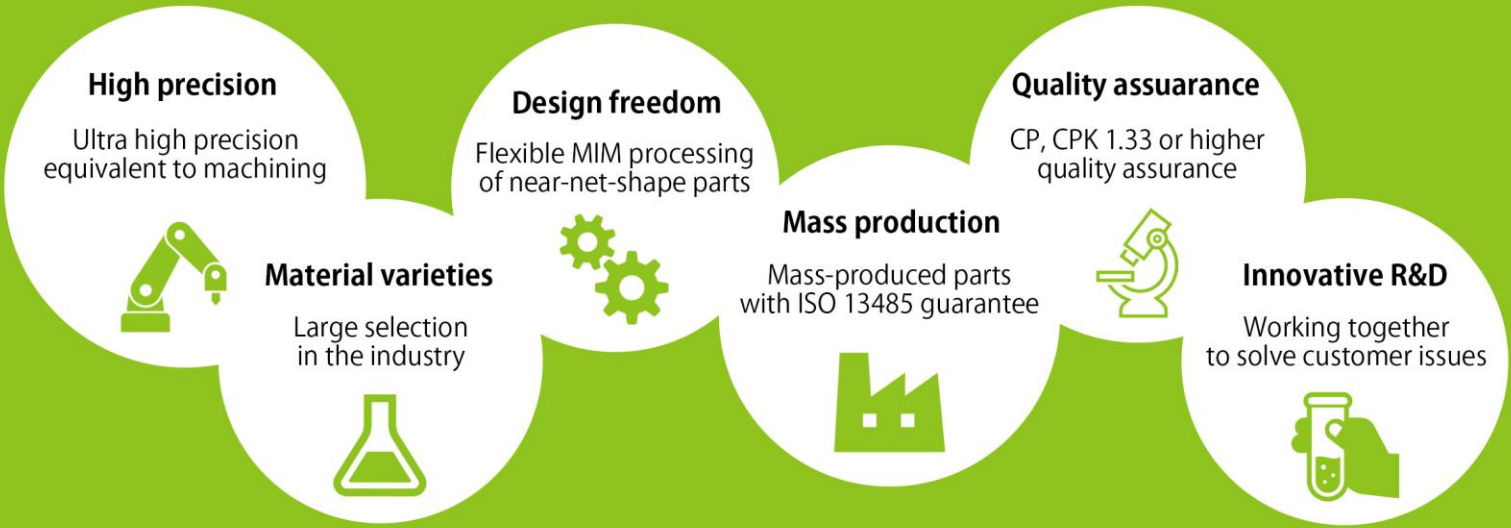 High precision
Ultra high precision
equivalent to machining
Material varieties
Large selection
in the industry
Design freedom
Flexible MIM processing
of near-net-shape parts
Mass production
Mass-produced parts
with ISO 13485 guarantee
Quality assuarance
CP, CPK 1.33 or higher
quality assurance
Innovative R&D
Working together
to solve customer issues